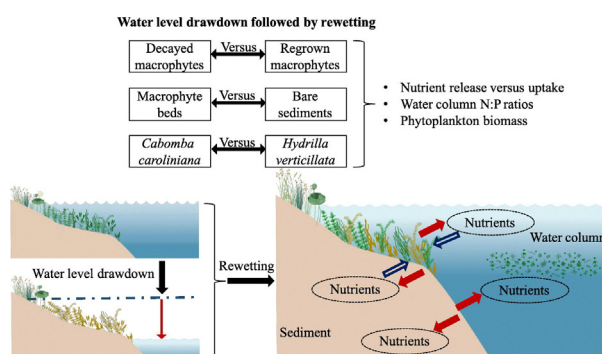 Water level drawdown followed by rewetting
Decayed
macrophytes
Versus
Regrown
macrophytes
Macrophyte
beds
Versus
Bare
sediments
Cabomba
caroliniana
Versus
Hydrilla
verticillata
• Nutrient release versus uptake
• Water column N:P ratios
• Phytoplankton biomass
Water level drawdown
Rewetting
Nutrients
Water column
Nutrients
Nutrients
Sediment
Nutrients